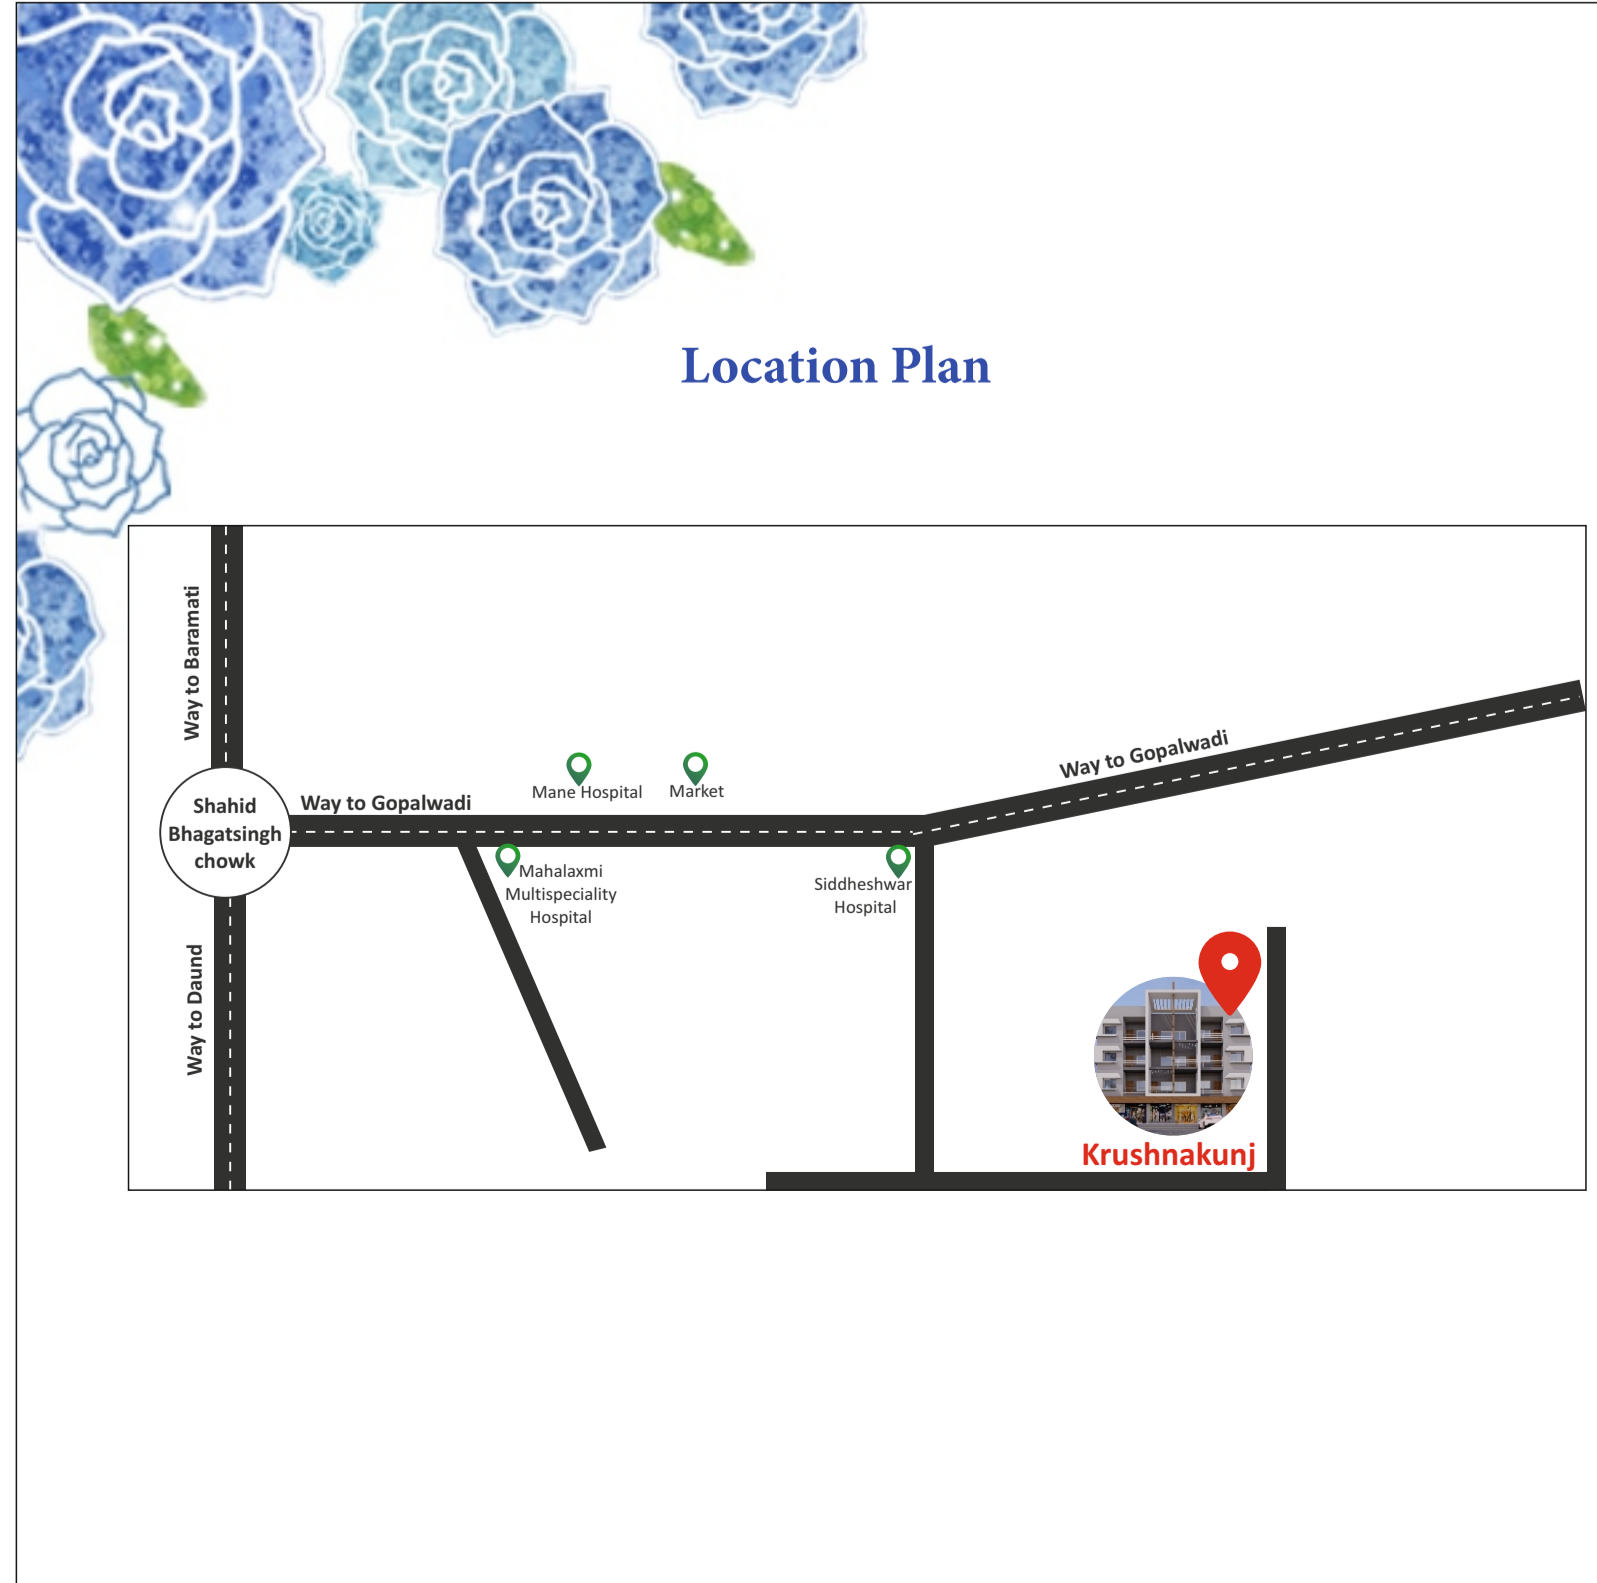 Location Plan
Way to Baramati
Shahid
Bhagatsingh
chowk
Way to Gopalwadi
Mane Hospital
Market
Way to Gopalwadi
Mahalaxmi
Multispeciality
Hospital
Siddheshwar
Hospital
Way to Daund
Krushnakunj